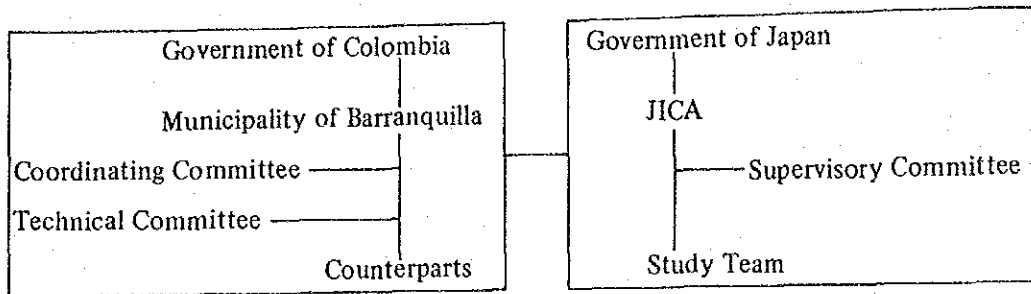 Government of Colombia
Municipality of Barranquilla
Coordinating Committee
Technical Committee
Counterparts
Government of Japan
JICA
Supervisory Committee
Study Team